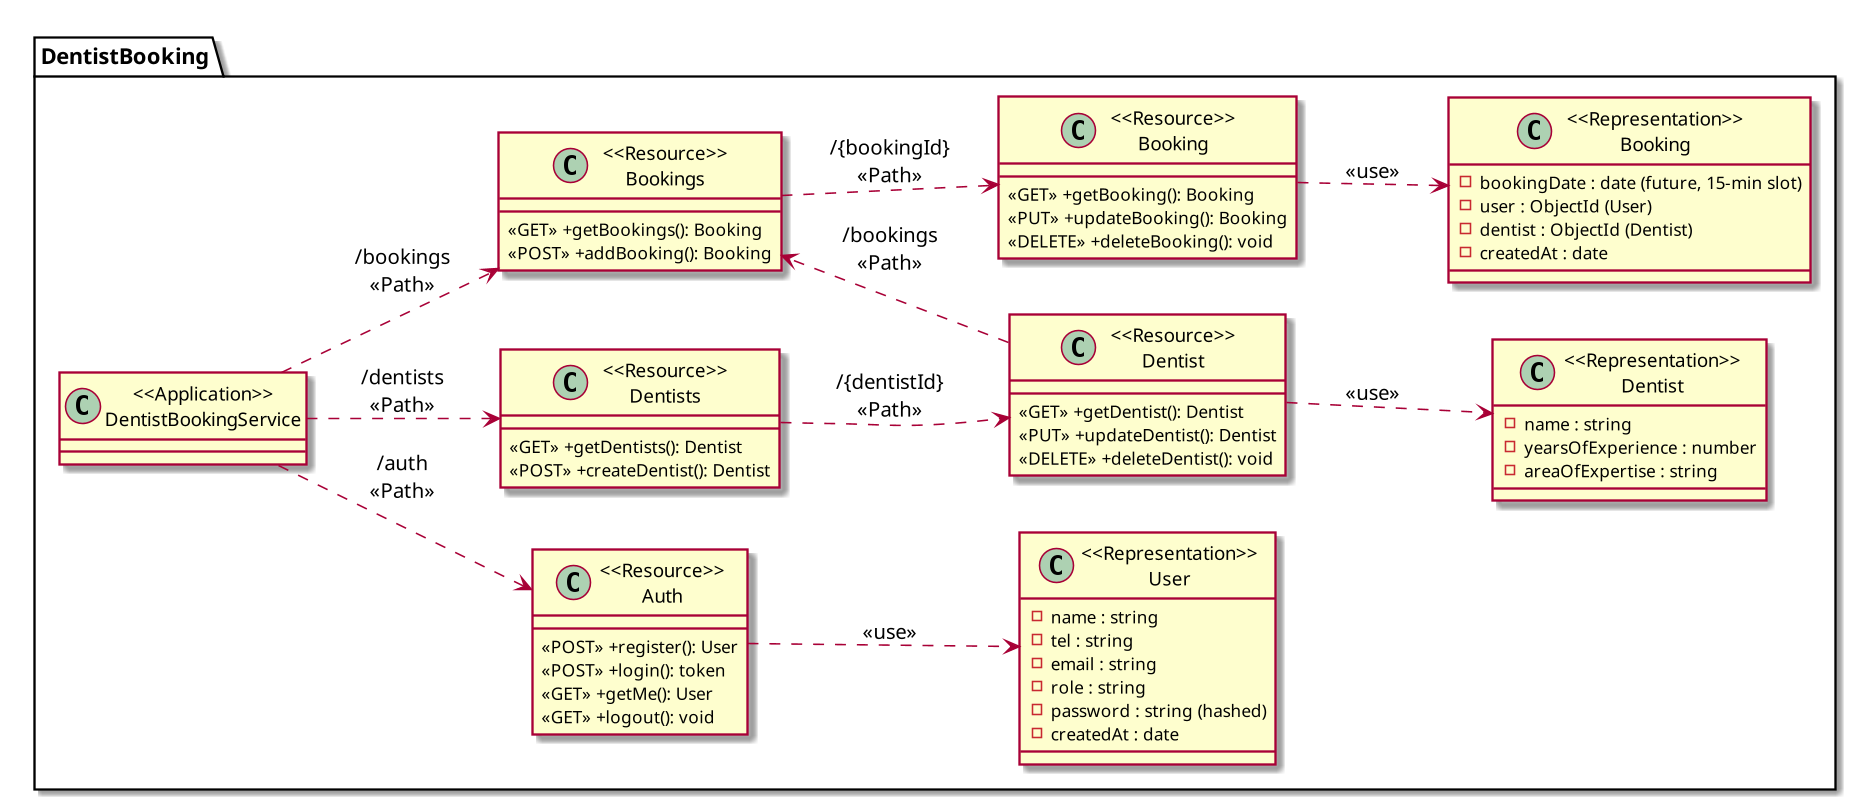 DentistBooking
<<Application>>
DentistBookingService
/bookings
«Path»
/dentists
«Path»
/auth
«Path»
<<Resource>>
Bookings
«GET» +getBookings(): Booking
«POST» +addBooking(): Booking
<<Resource>>
Dentists
«GET» +getDentists(): Dentist
«POST» +createDentist(): Dentist
<<Resource>>
Auth
«POST» +register(): User
«POST» +login(): token
«GET» +getMe(): User
«GET» +logout(): void
/{bookingId}
«Path»
/bookings
«Path»
/{dentistId}
«Path»
«use»
<<Resource>>
Booking
«GET» +getBooking(): Booking
«PUT» +updateBooking(): Booking
«DELETE» +deleteBooking(): void
<<Resource>>
Dentist
«GET» +getDentist(): Dentist
«PUT» +updateDentist(): Dentist
«DELETE» +deleteDentist(): void
<<Representation>>
User
name : string
tel : string
email : string
role : string
password : string (hashed)
createdAt : date
«use»
«use»
<<Representation>>
Booking
bookingDate : date (future, 15-min slot)
user : ObjectId (User)
dentist : ObjectId (Dentist)
createdAt : date
<<Representation>>
Dentist
name : string
yearsOfExperience : number
areaOfExpertise : string